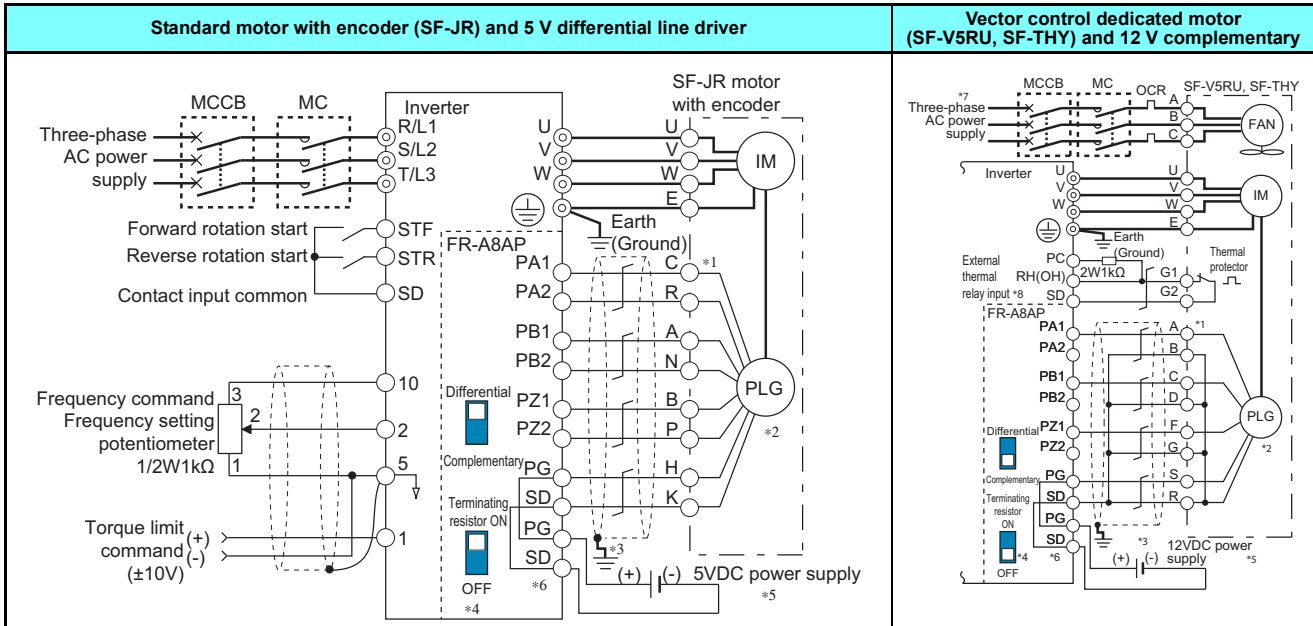 Standard motor with encoder (SF-JR) and 5 V differential line driver
MCCB
MC
Inverter
SF-JR motor
with encoder
Three-phase
AC power
supply
R/L1
S/L2
T/L3
U
V
W
U
V
W
E
IM
Earth
(Ground)
Forward rotation start
Reverse rotation start
Contact input common
STF
STR
SD
FR-A8AP
PA1
PA2
PB1
PB2
PZ1
PZ2
PG
SD
PG
SD
C
R
A
N
B
P
H
K
*1
PLG
*2
Differential
Complementary
Terminating
resistor ON
OFF
*4
*6
*3
(+)
(-)
5VDC power supply
*5
Frequency command
Frequency setting
potentiometer
1/2W1kΩ
3
2
1
10
2
5
1
Torque limit
command
(±10V)
(+)
(-)
Vector control dedicated motor
(SF-V5RU, SF-THY) and 12 V complementary
MCCB
MC
OCR
SF-V5RU, SF-THY
*7
Three-phase
AC power
supply
A
B
C
FAN
Inverter
U
V
W
U
V
W
E
IM
Earth
(Ground)
External
thermal
relay input *8
PC
RH(OH)
SD
2W1kΩ
G1
G2
Thermal
protector
FR-A8AP
PA1
PA2
PB1
PB2
PZ1
PZ2
PG
SD
PG
SD
A
B
C
D
F
G
S
R
*1
PLG
*2
Differential
Complementary
Terminating
resistor
ON
OFF
*4
*6
*3
(+)
(-)
12VDC power
supply
*5